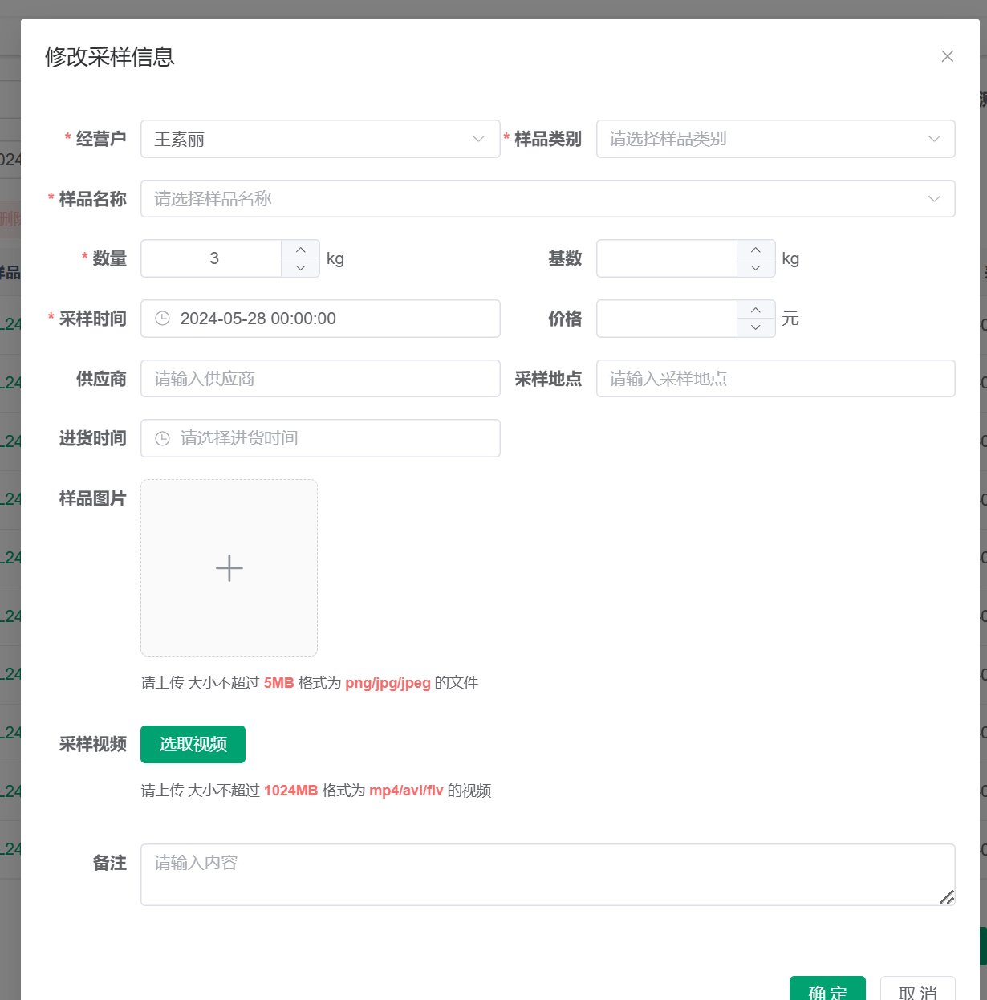 修改采样信息
* 经营户 王素丽 * 样品类别 请选择样品类别
* 样品名称 请选择样品名称
* 数量 3 kg 基数 kg
* 采样时间 2024-05-28 00:00:00 价格 元
供应商 请输入供应商 采样地点 请输入采样地点
进货时间 请选择进货时间
样品图片
请上传 大小不超过 5MB 格式为 png/jpg/jpeg 的文件
采样视频 选取视频
请上传 大小不超过 1024MB 格式为 mp4/avi/flv 的视频
备注 请输入内容
确 定 取 消